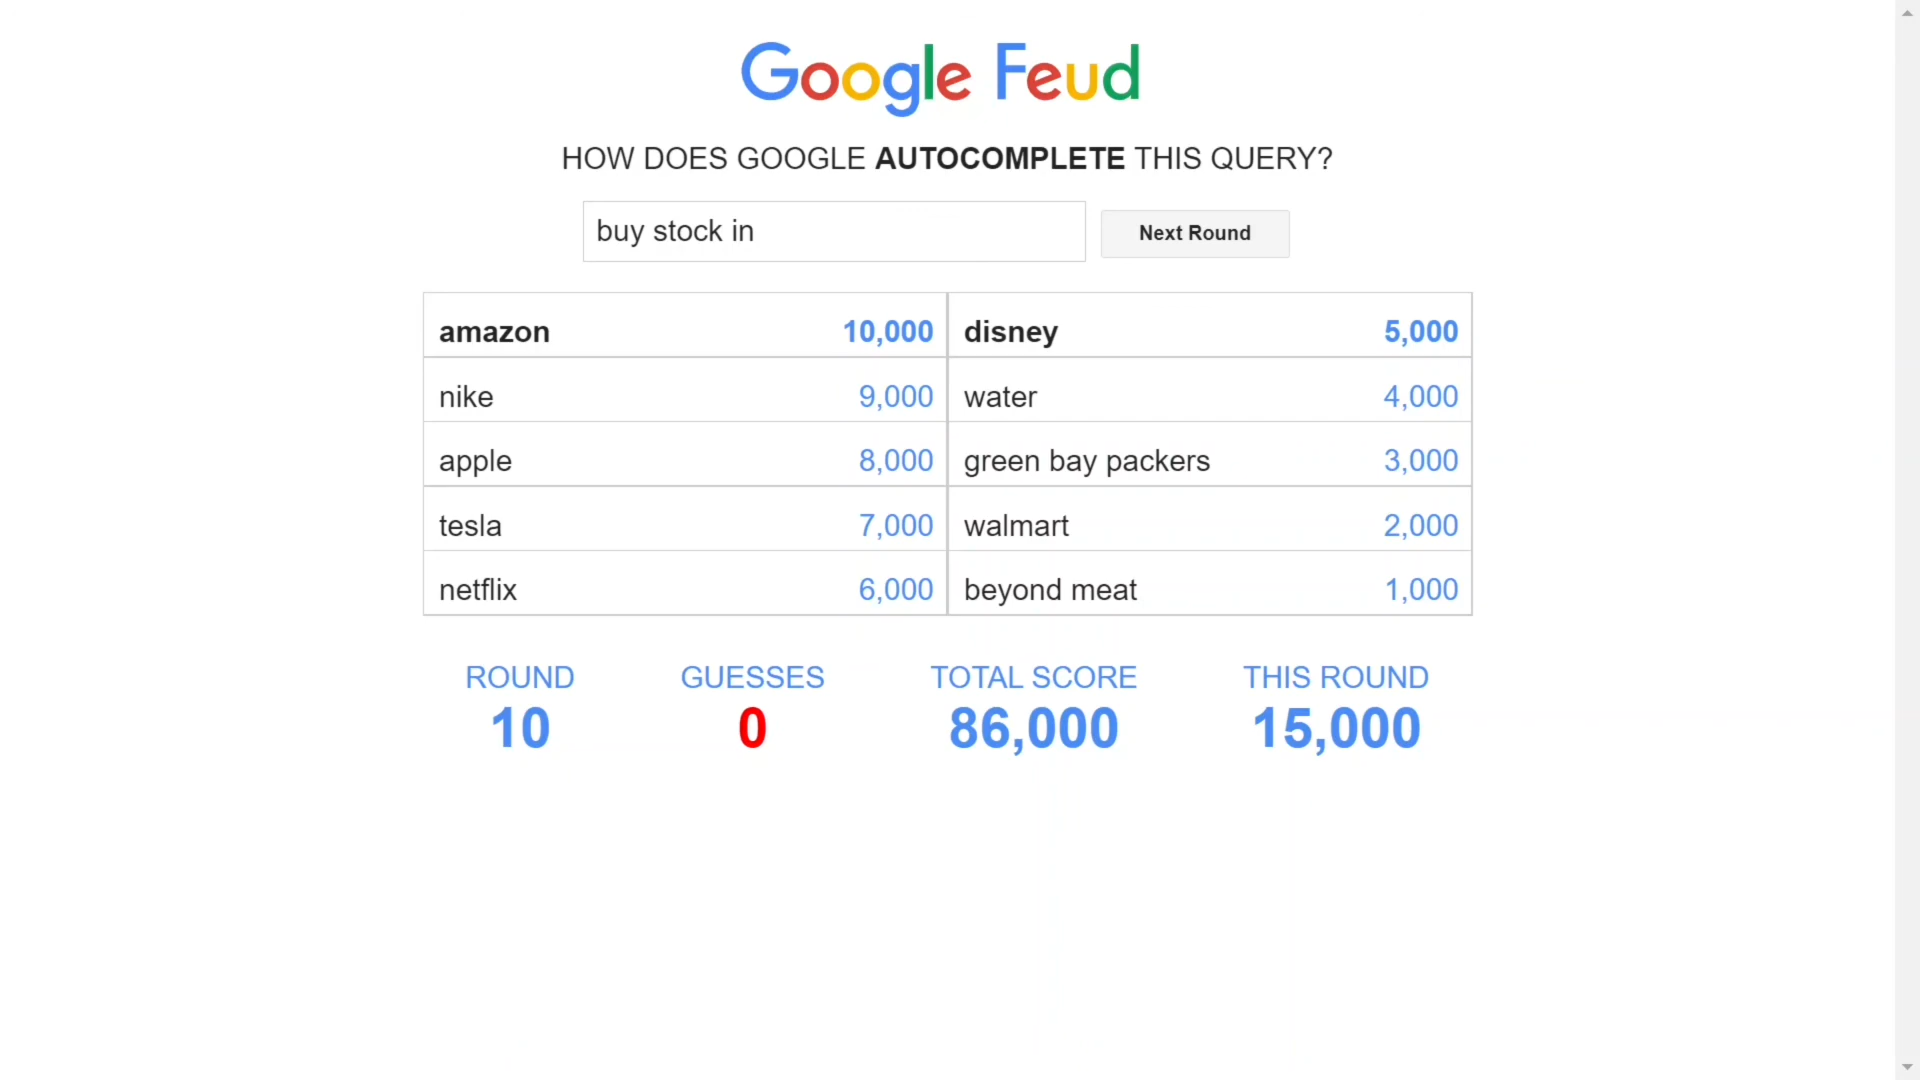 Google Feud
HOW DOES GOOGLE AUTOCOMPLETE THIS QUERY?
buy stock in
Next Round
amazon 10,000 disney 5,000
nike 9,000 water 4,000
apple 8,000 green bay packers 3,000
tesla 7,000 walmart 2,000
netflix 6,000 beyond meat 1,000
ROUND GUESSES TOTAL SCORE THIS ROUND
10 0 86,000 15,000